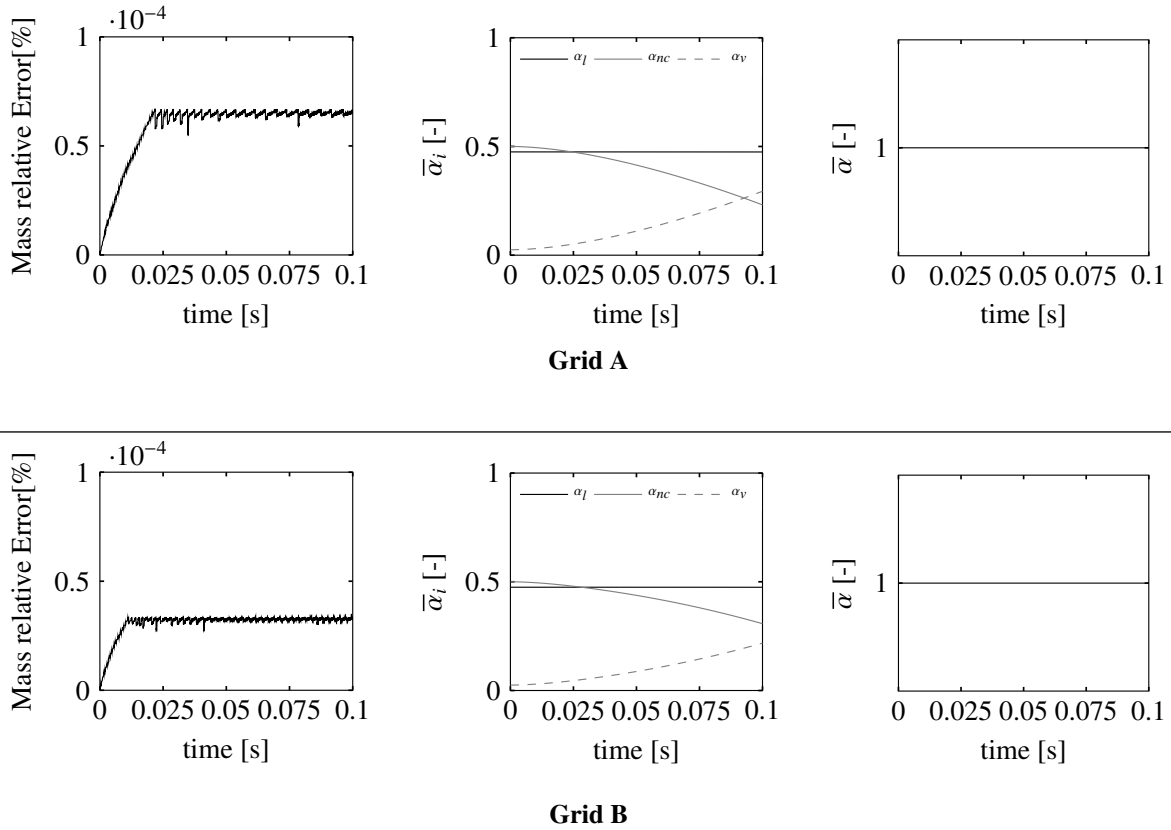 ·10⁻⁴
Mass relative Error[%]
1
0.5
0
0 0.025 0.05 0.075 0.1
time [s]
α̅ᵢ [-]
1
0.5
0
α_l α_nc α_v
0 0.025 0.05 0.075 0.1
time [s]
α̅ [-]
1
0 0.025 0.05 0.075 0.1
time [s]
Grid A
·10⁻⁴
Mass relative Error[%]
1
0.5
0
0 0.025 0.05 0.075 0.1
time [s]
α̅ᵢ [-]
1
0.5
0
α_l α_nc α_v
0 0.025 0.05 0.075 0.1
time [s]
α̅ [-]
1
0 0.025 0.05 0.075 0.1
time [s]
Grid B